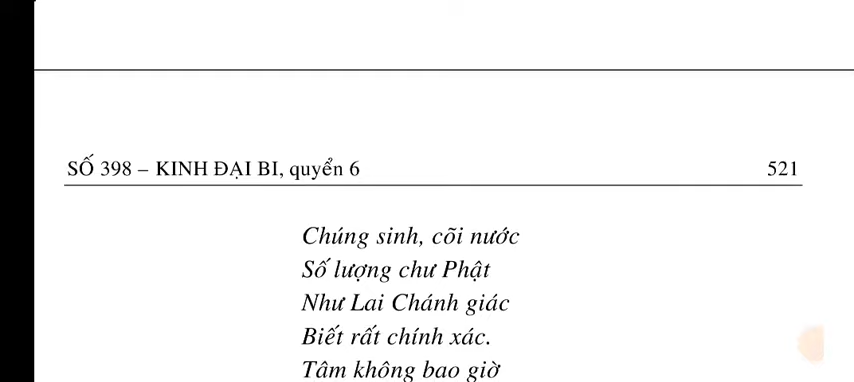 SỐ 398 – KINH ĐẠI BI, quyển 6 521
Chúng sinh, cõi nước
Số lượng chư Phật
Như Lai Chánh giác
Biết rất chính xác.
Tâm không bao giờ